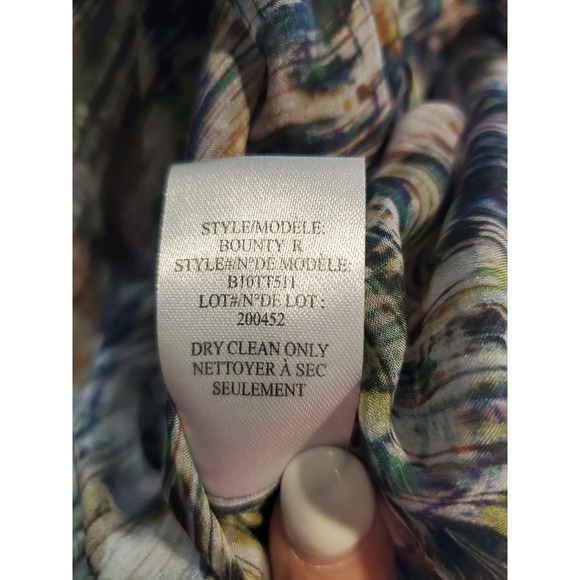 STYLE/MODÈLE:
BOUNTY R
STYLE#/N°DE MODÈLE:
B10TT511
LOT#/N°DE LOT :
200452
DRY CLEAN ONLY
NETTOYER À SEC
SEULEMENT